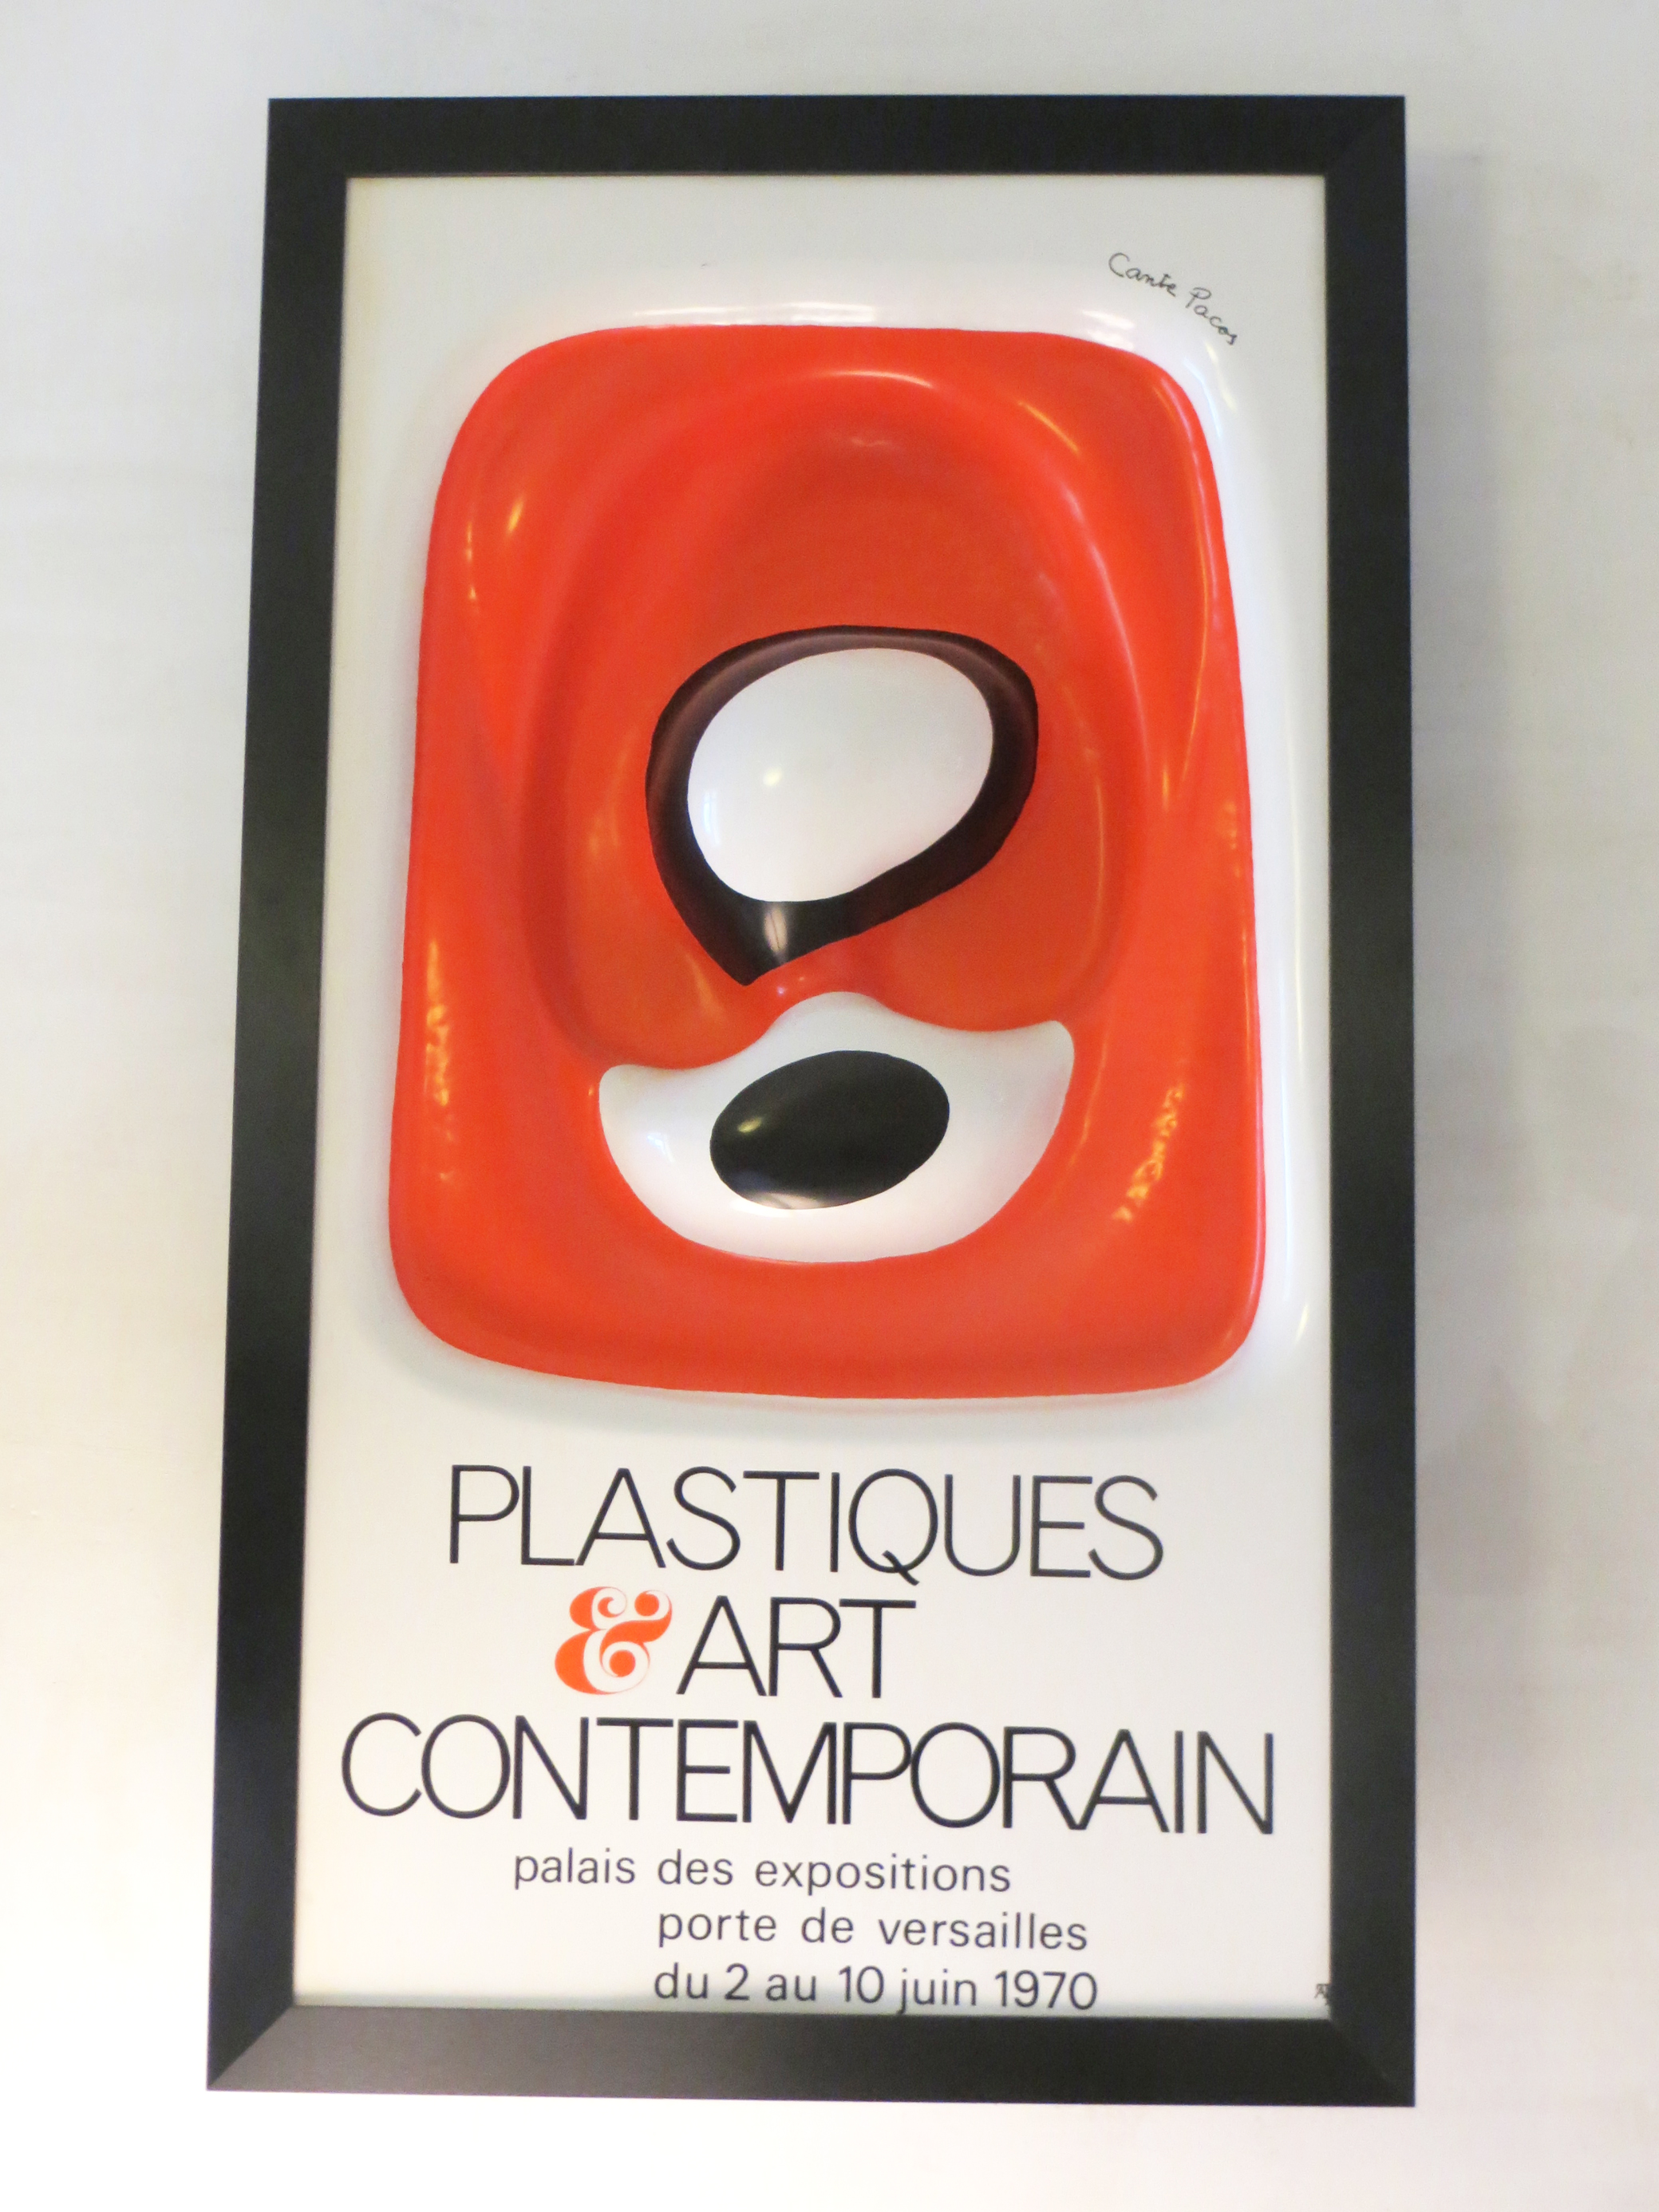 Cante Pacos
PLASTIQUES
& ART
CONTEMPORAIN
palais des expositions
porte de versailles
du 2 au 10 juin 1970